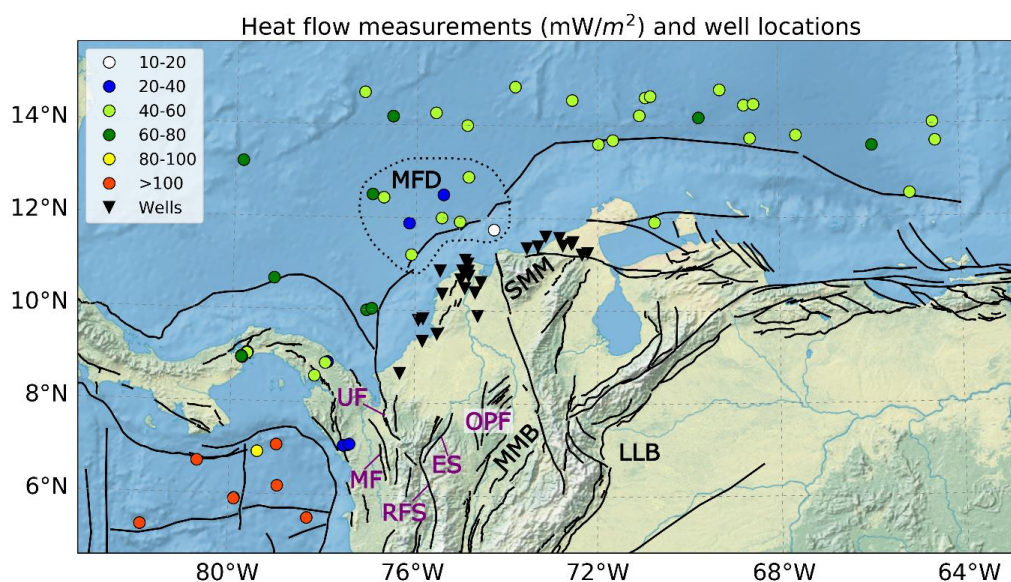 Heat flow measurements (mW/m²) and well locations
10-20
20-40
40-60
60-80
80-100
>100
Wells
14°N
12°N
10°N
8°N
6°N
MFD
SMM
UF
OPF
MMB
ES
LLB
MF
RFS
80°W
76°W
72°W
68°W
64°W